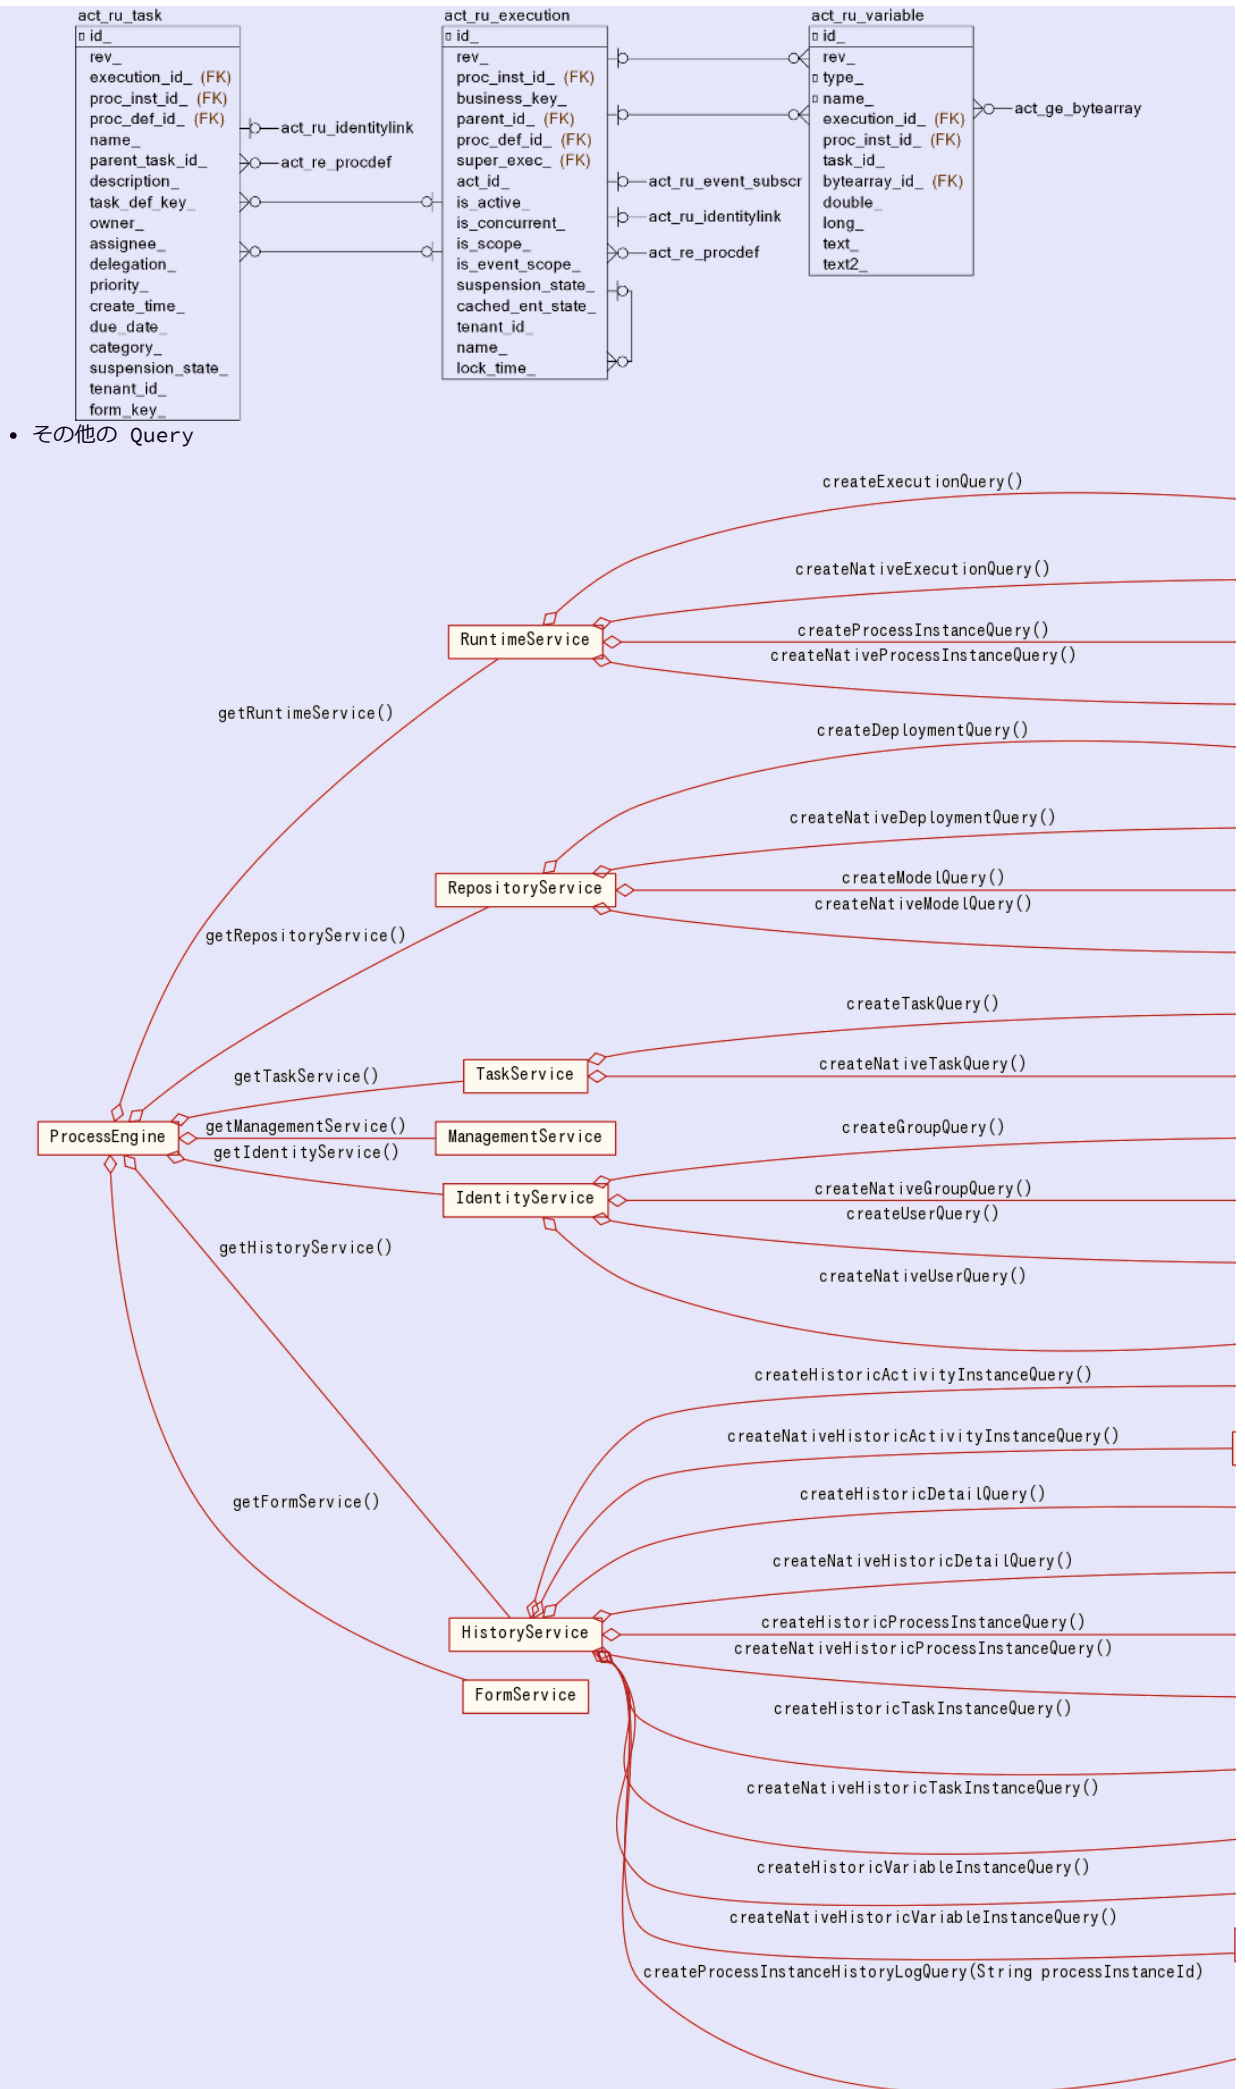 act_ru_task
id_
rev_
execution_id_ (FK)
proc_inst_id_ (FK)
proc_def_id_ (FK)
name_
parent_task_id_
description_
task_def_key_
owner_
assignee_
delegation_
priority_
create_time_
due_date_
category_
suspension_state_
tenant_id_
form_key_
act_ru_identitylink
act_re_procdef
act_ru_execution
id_
rev_
proc_inst_id_ (FK)
business_key_
parent_id_ (FK)
proc_def_id_ (FK)
super_exec_ (FK)
act_id_
is_active_
is_concurrent_
is_scope_
is_event_scope_
suspension_state_
cached_ent_state_
tenant_id_
name_
lock_time_
act_ru_event_subscr
act_ru_identitylink
act_re_procdef
act_ru_variable
id_
rev_
type_
name_
execution_id_ (FK)
proc_inst_id_ (FK)
task_id_
bytearray_id_ (FK)
double_
long_
text_
text2_
act_ge_bytearray
• その他の Query
createExecutionQuery()
createNativeExecutionQuery()
RuntimeService
createProcessInstanceQuery()
createNativeProcessInstanceQuery()
getRuntimeService()
createDeploymentQuery()
createNativeDeploymentQuery()
RepositoryService
createModelQuery()
createNativeModelQuery()
getRepositoryService()
createTaskQuery()
getTaskService()
TaskService
createNativeTaskQuery()
ProcessEngine
getManagementService()
ManagementService
createGroupQuery()
getIdentityService()
IdentityService
createNativeGroupQuery()
createUserQuery()
getHistoryService()
createNativeUserQuery()
createHistoricActivityInstanceQuery()
createNativeHistoricActivityInstanceQuery()
getFormService()
createHistoricDetailQuery()
createNativeHistoricDetailQuery()
HistoryService
createHistoricProcessInstanceQuery()
createNativeHistoricProcessInstanceQuery()
FormService
createHistoricTaskInstanceQuery()
createNativeHistoricTaskInstanceQuery()
createHistoricVariableInstanceQuery()
createNativeHistoricVariableInstanceQuery()
createProcessInstanceHistoryLogQuery(String processInstanceId)